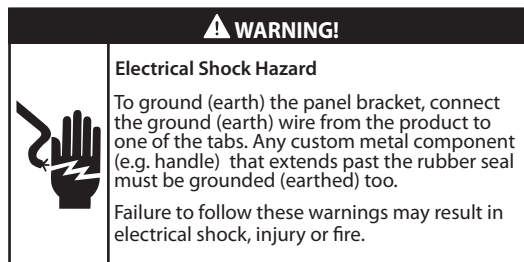 WARNING!
Electrical Shock Hazard
To ground (earth) the panel bracket, connect
the ground (earth) wire from the product to
one of the tabs. Any custom metal component
(e.g. handle)  that extends past the rubber seal
must be grounded (earthed) too.
Failure to follow these warnings may result in
electrical shock, injury or fire.